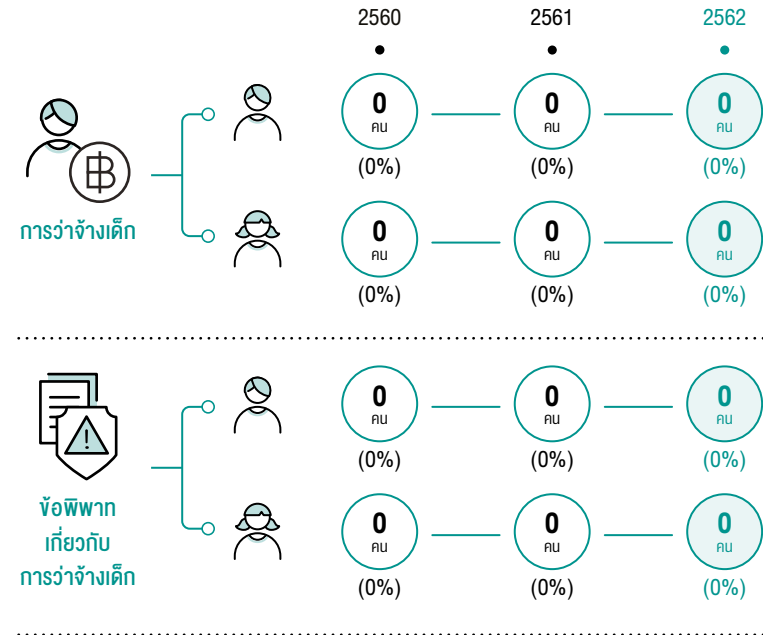 2560 2561 2562
0 0 0
คน คน คน
(0%) (0%) (0%)
การว่าจ้างเด็ก
0 0 0
คน คน คน
(0%) (0%) (0%)
0 0 0
คน คน คน
(0%) (0%) (0%)
ข้อพิพาท
เกี่ยวกับ
การว่าจ้างเด็ก
0 0 0
คน คน คน
(0%) (0%) (0%)